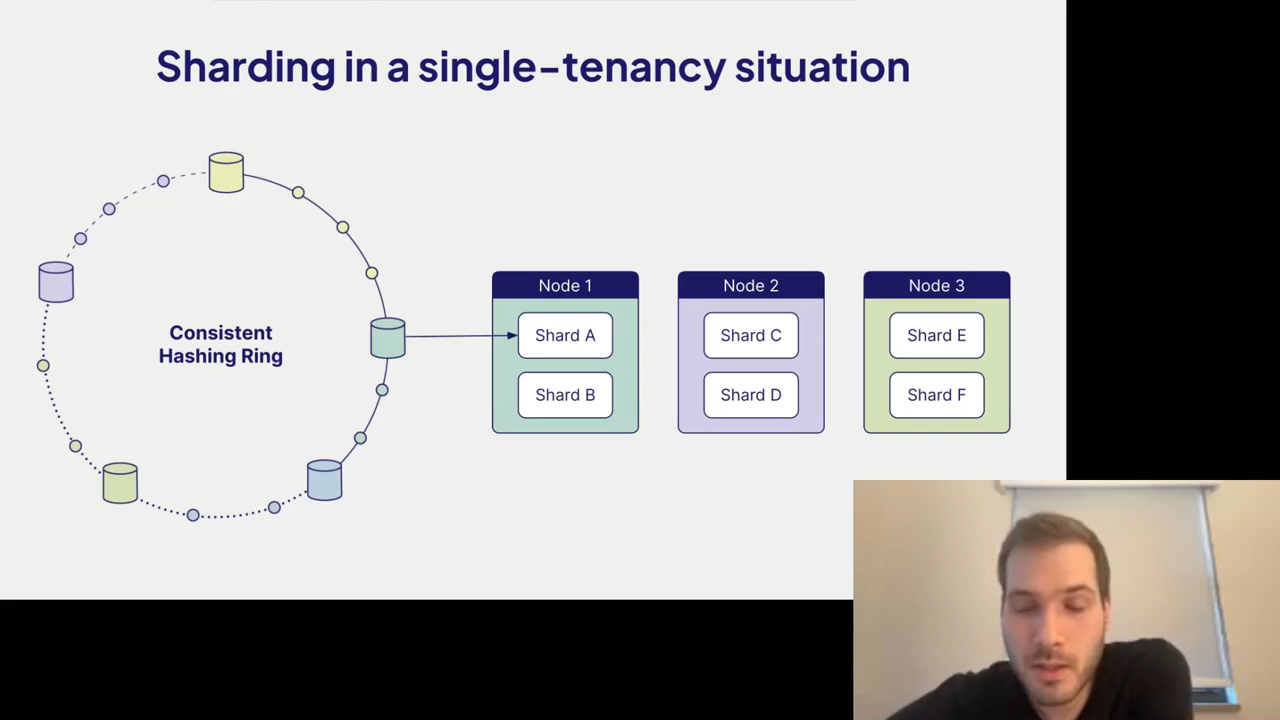 Sharding in a single-tenancy situation
Consistent
Hashing Ring
Node 1
Shard A
Shard B
Node 2
Shard C
Shard D
Node 3
Shard E
Shard F